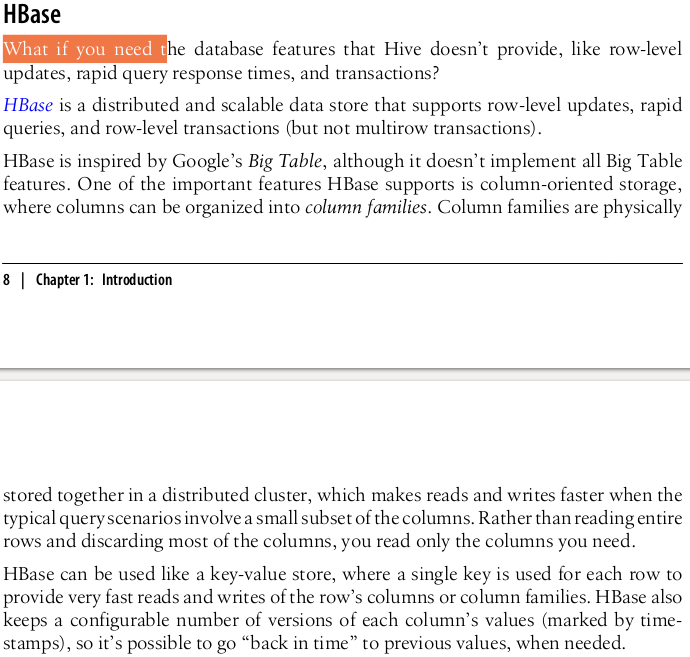 HBase
What if you need the database features that Hive doesn't provide, like row-level
updates, rapid query response times, and transactions?
HBase is a distributed and scalable data store that supports row-level updates, rapid
queries, and row-level transactions (but not multirow transactions).
HBase is inspired by Google's Big Table, although it doesn't implement all Big Table
features. One of the important features HBase supports is column-oriented storage,
where columns can be organized into column families. Column families are physically
8 | Chapter 1: Introduction
stored together in a distributed cluster, which makes reads and writes faster when the
typical query scenarios involve a small subset of the columns. Rather than reading entire
rows and discarding most of the columns, you read only the columns you need.
HBase can be used like a key-value store, where a single key is used for each row to
provide very fast reads and writes of the row's columns or column families. HBase also
keeps a configurable number of versions of each column's values (marked by time-
stamps), so it's possible to go “back in time” to previous values, when needed.